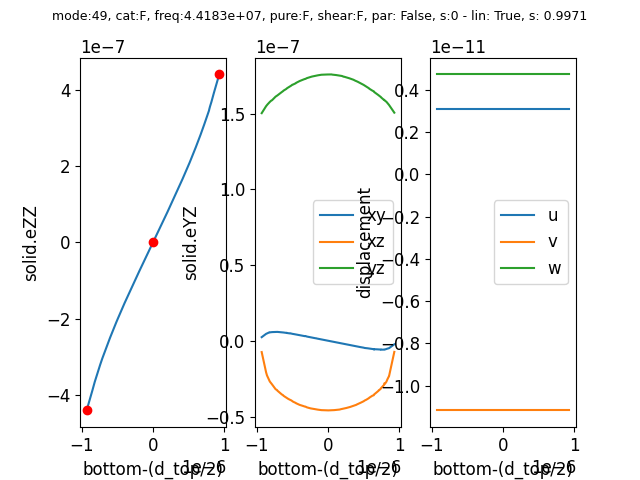 mode:49, cat:F, freq:4.4183e+07, pure:F, shear:F, par: False, s:0 - lin: True, s: 0.9971
1e−7
4
2
0
−2
−4
−1
0
1
solid.eZZ
bottom-(d_top/2)
1e−6
1e−7
1.5
1.0
0.5
0.0
−0.5
−1
0
1
solid.eYZ
bottom-(d_top/2)
1e−6
xy
xz
yz
1e−11
0.4
0.2
0.0
−0.2
−0.4
−0.6
−0.8
−1.0
−1
0
1
displacement
bottom-(d_top/2)
1e−6
u
v
w